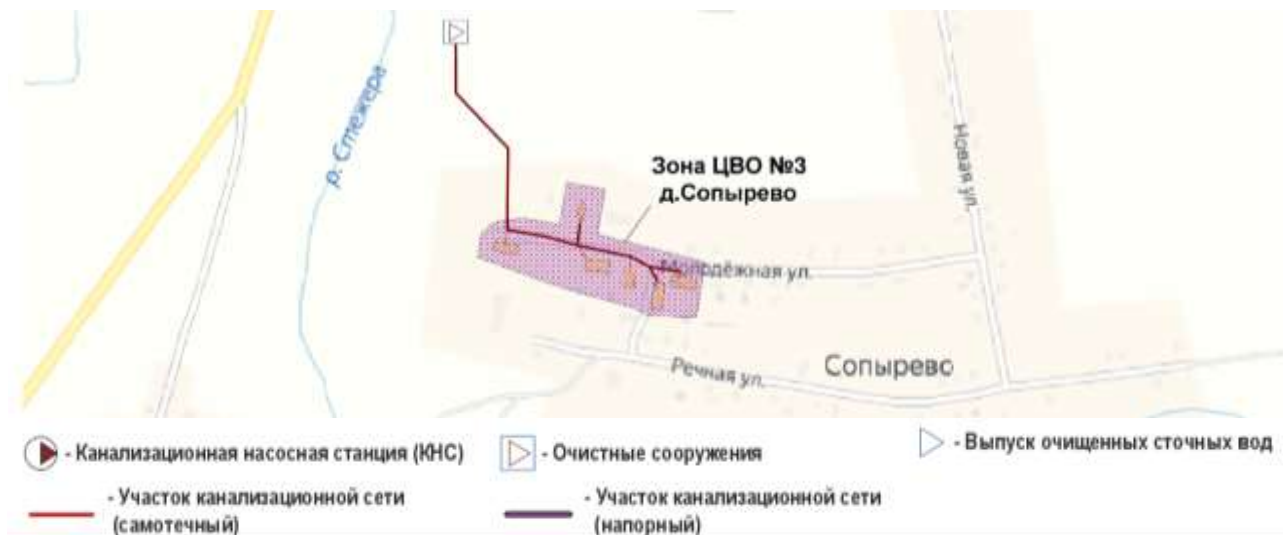 р. Стежера
Новая ул.
Зона ЦВО №3
д.Сопырево
Молодёжная ул.
Речная ул.
Сопырево
- Канализационная насосная станция (КНС)
- Очистные сооружения
- Выпуск очищенных сточных вод
- Участок канализационной сети
(самотечный)
- Участок канализационной сети
(напорный)